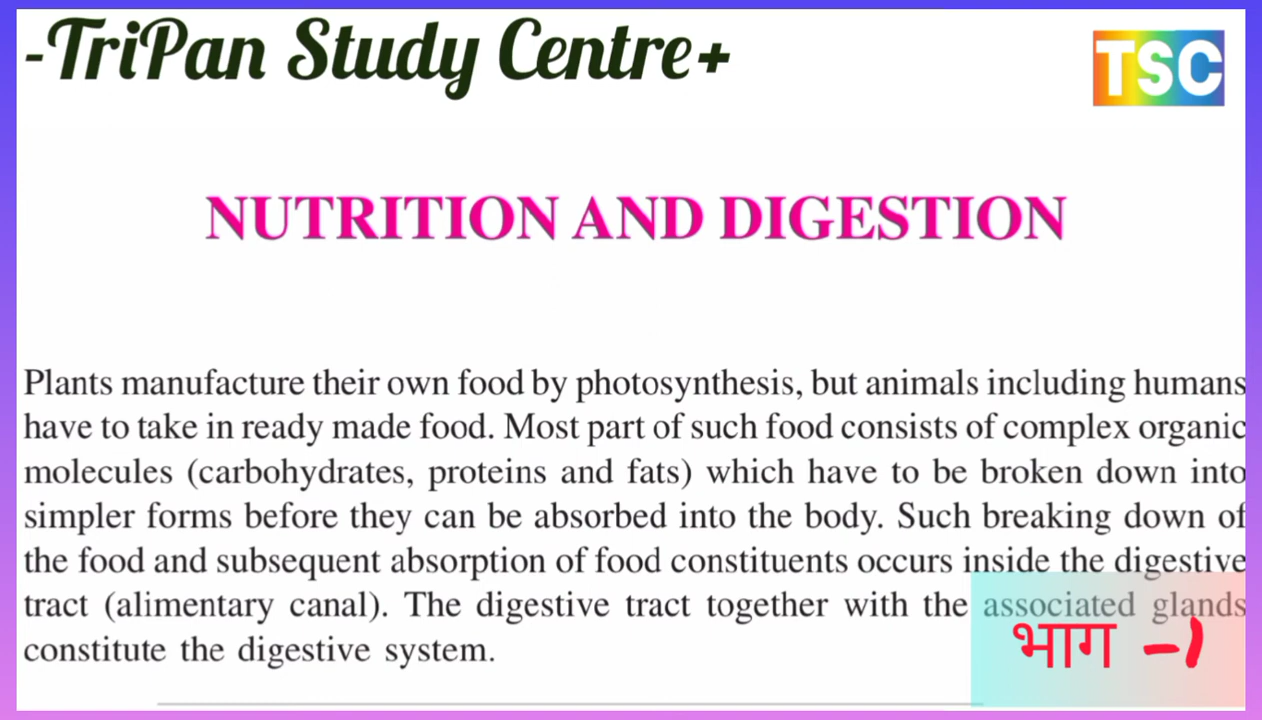 -TriPan Study Centre+
TSC
NUTRITION AND DIGESTION
Plants manufacture their own food by photosynthesis, but animals including humans
have to take in ready made food. Most part of such food consists of complex organic
molecules (carbohydrates, proteins and fats) which have to be broken down into
simpler forms before they can be absorbed into the body. Such breaking down of
the food and subsequent absorption of food constituents occurs inside the digestive
tract (alimentary canal). The digestive tract together with the associated glands
constitute the digestive system.
भाग -1